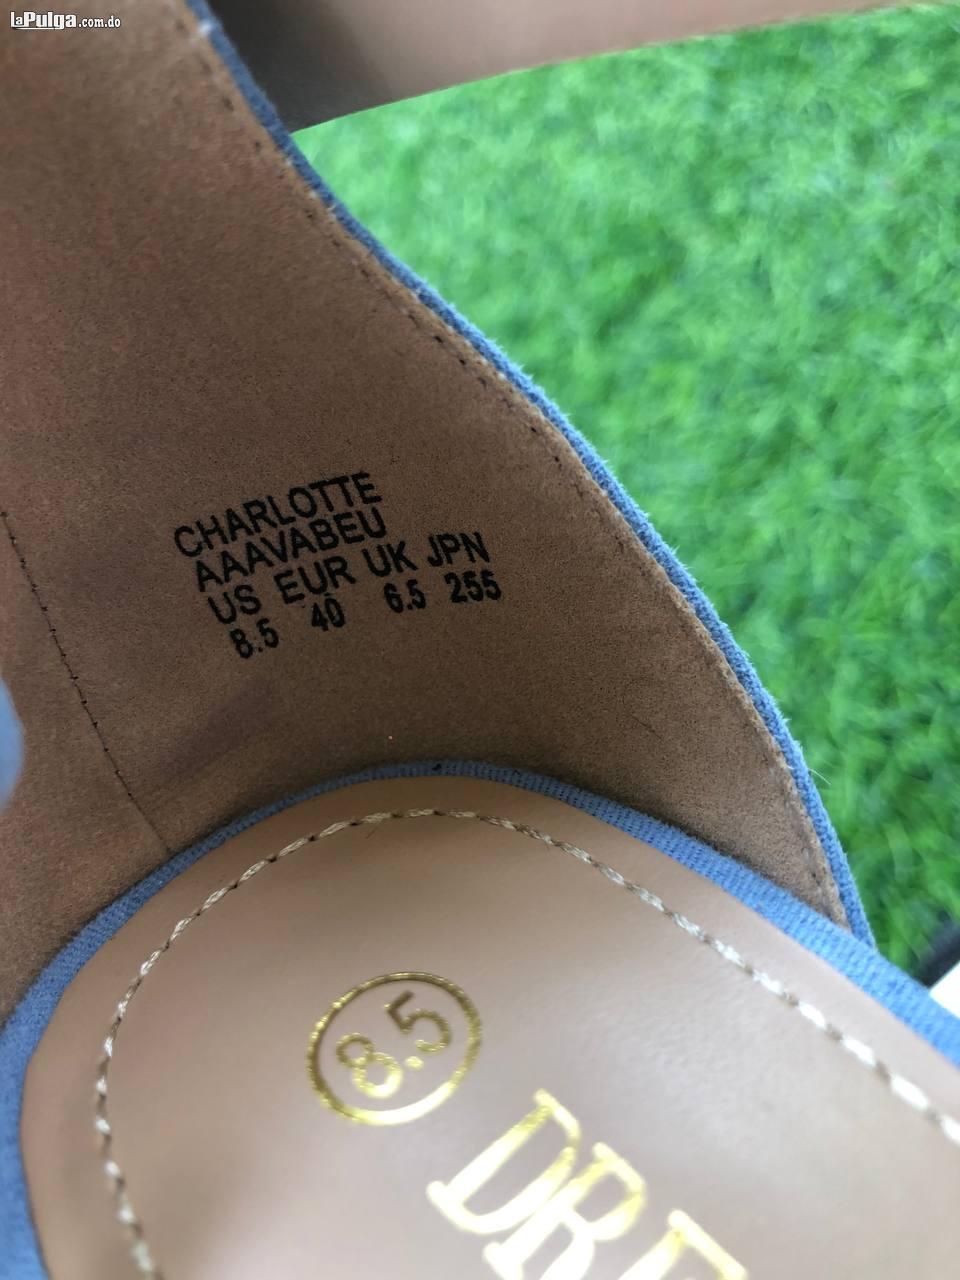 laPulga.com.do
CHARLOTTE
AAAVABEU
US EUR UK JPN
8.5 40 6.5 255
8.5